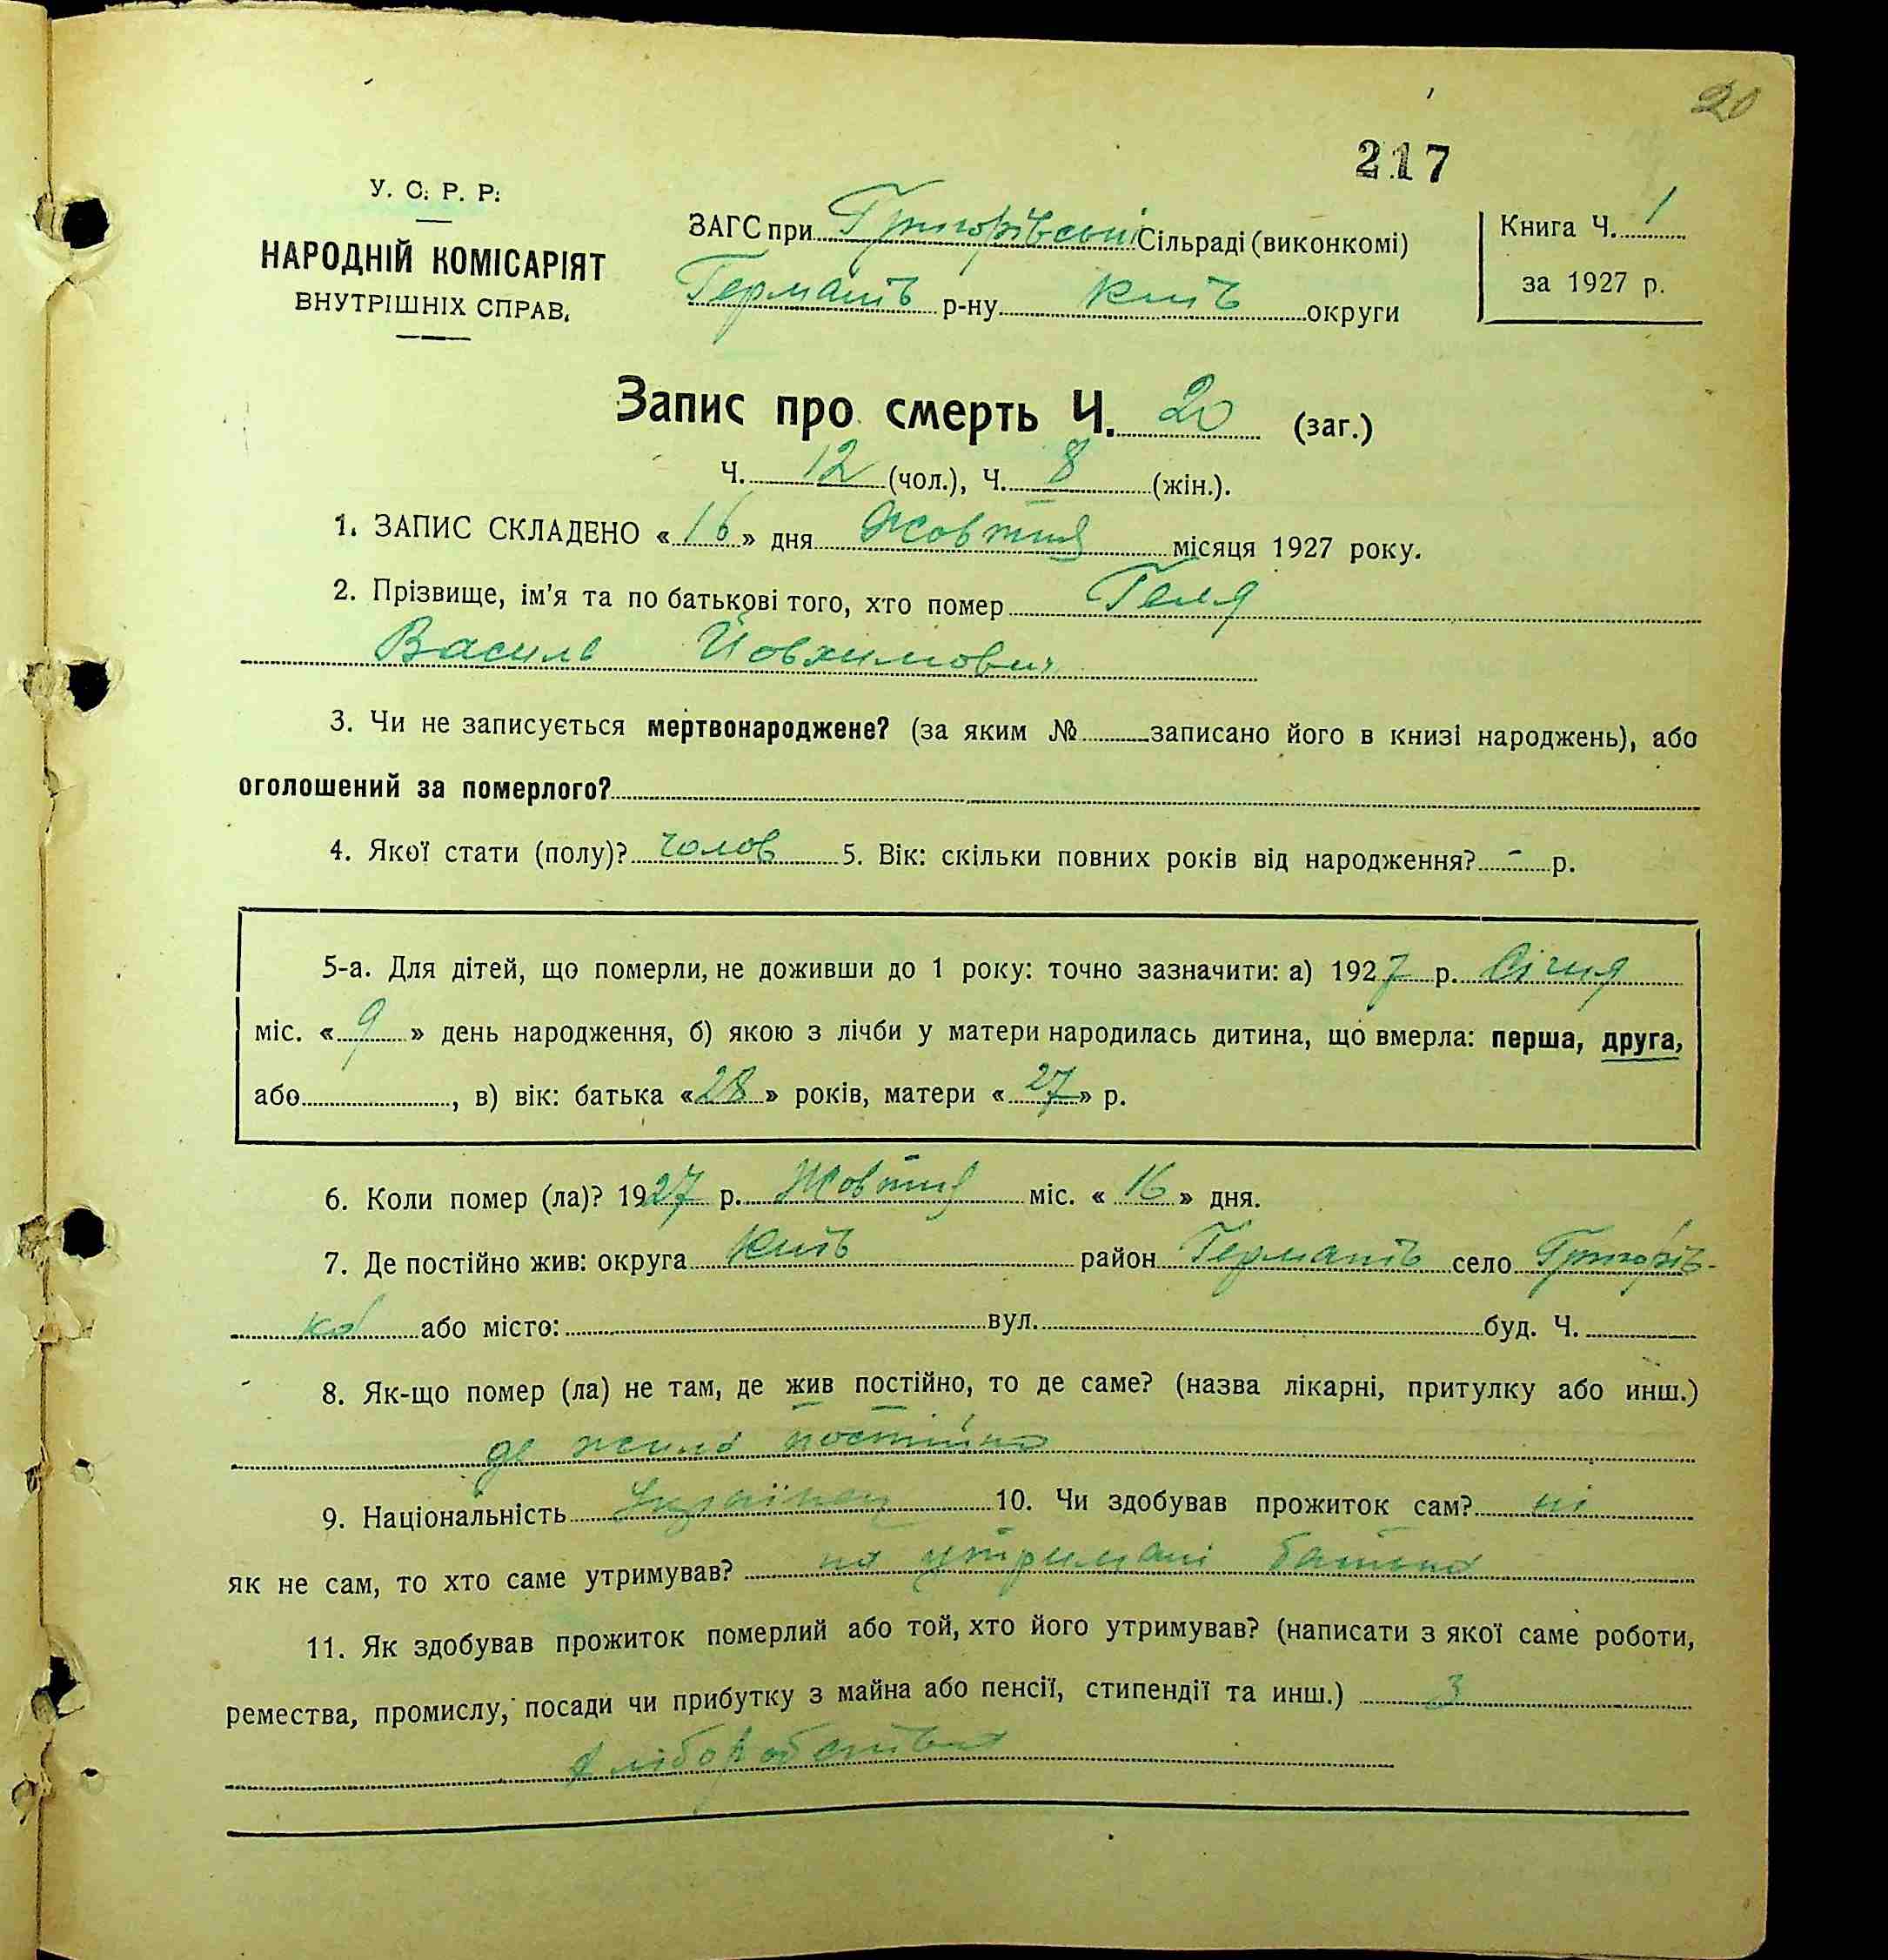 20
217
У. С. Р. Р.
НАРОДНІЙ КОМІСАРІЯТ
ВНУТРІШНІХ СПРАВ.
ЗАГС при Григорівській Сільраді (виконкомі)
Германів р-ну Київ округи
Книга Ч. 1
за 1927 р.
Запис про смерть Ч. 20 (заг.)
Ч. 12 (чол.), Ч. 8 (жін.).
1. ЗАПИС СКЛАДЕНО « 16 » дня Жовтня місяця 1927 року.
2. Прізвище, ім'я та по батькові того, хто помер
Василь Йовхимович
3. Чи не записується мертвонароджене? (за яким № записано його в книзі народжень), або
оголошений за померлого?
4. Якої стати (полу)? чолов 5. Вік: скільки повних років від народження? - р.
5-а. Для дітей, що померли, не доживши до 1 року: точно зазначити: а) 1927 р. Січня
міс. « 9 » день народження, б) якою з лічби у матери народилась дитина, що вмерла: перша, друга,
або , в) вік: батька « 28 » років, матери « 27 » р.
6. Коли помер (ла)? 1927 р. Жовтня міс. « 16 » дня.
7. Де постійно жив: округа Київ район Германів село Григорів-
ка або місто: вул. буд. Ч.
8. Як-що помер (ла) не там, де жив постійно, то де саме? (назва лікарні, притулку або инш.)
де жило постійно
9. Національність Українец 10. Чи здобував прожиток сам? ні
як не сам, то хто саме утримував? на утримані батька
11. Як здобував прожиток померлий або той, хто його утримував? (написати з якої саме роботи,
ремества, промислу, посади чи прибутку з майна або пенсії, стипендії та инш.) З
хліборобства